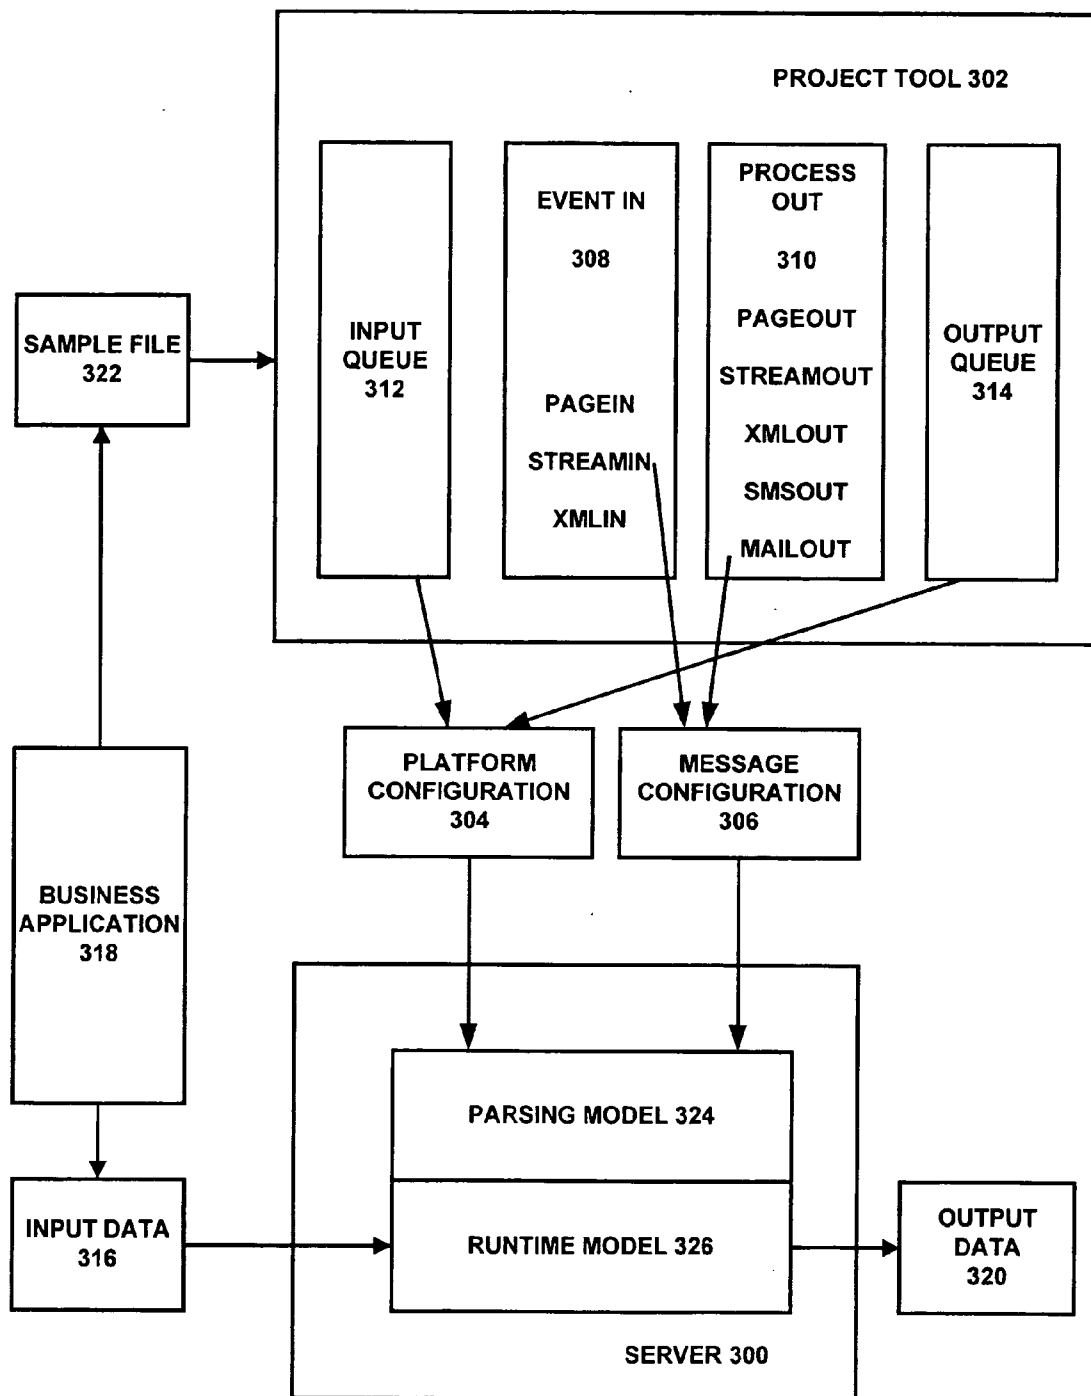 PROJECT TOOL 302
INPUT
QUEUE
312
EVENT IN
308
PAGEIN
STREAMIN
XMLIN
PROCESS
OUT
310
PAGEOUT
STREAMOUT
XMLOUT
SMSOUT
MAILOUT
OUTPUT
QUEUE
314
SAMPLE FILE
322
PLATFORM
CONFIGURATION
304
MESSAGE
CONFIGURATION
306
BUSINESS
APPLICATION
318
PARSING MODEL 324
INPUT DATA
316
RUNTIME MODEL 326
OUTPUT
DATA
320
SERVER 300